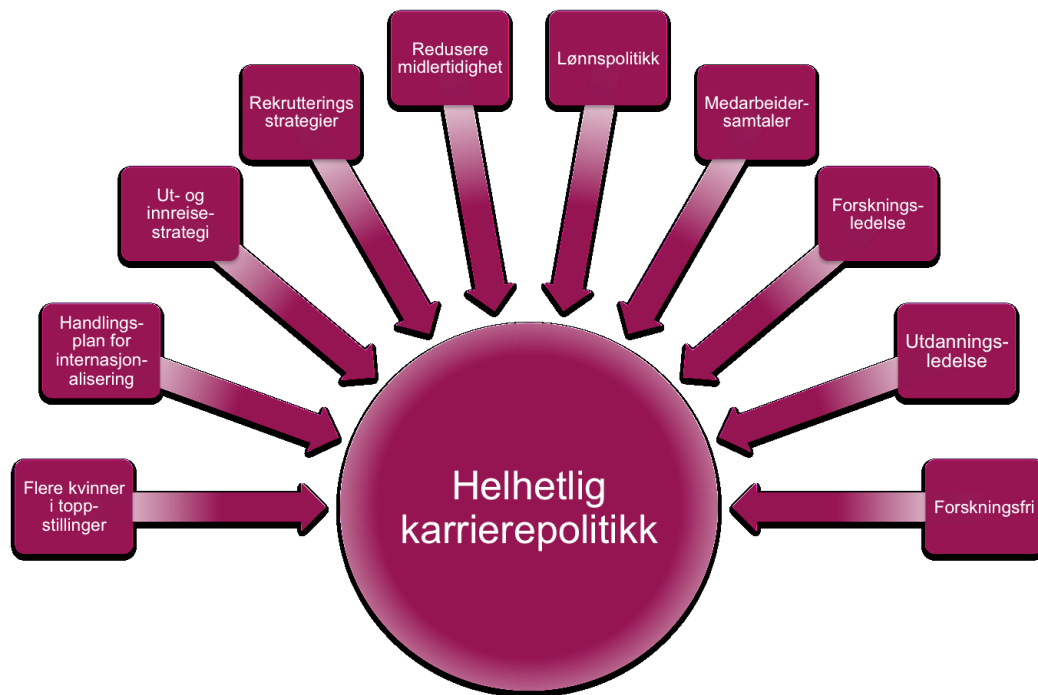 Redusere
midlertidighet
Lønnspolitikk
Rekrutterings
strategier
Medarbeider-
samtaler
Ut- og
innreise-
strategi
Forsknings-
ledelse
Handlings-
plan for
internasjon-
alisering
Utdannings-
ledelse
Flere kvinner
i topp-
stillinger
Helhetlig
karrierepolitikk
Forskningsfri